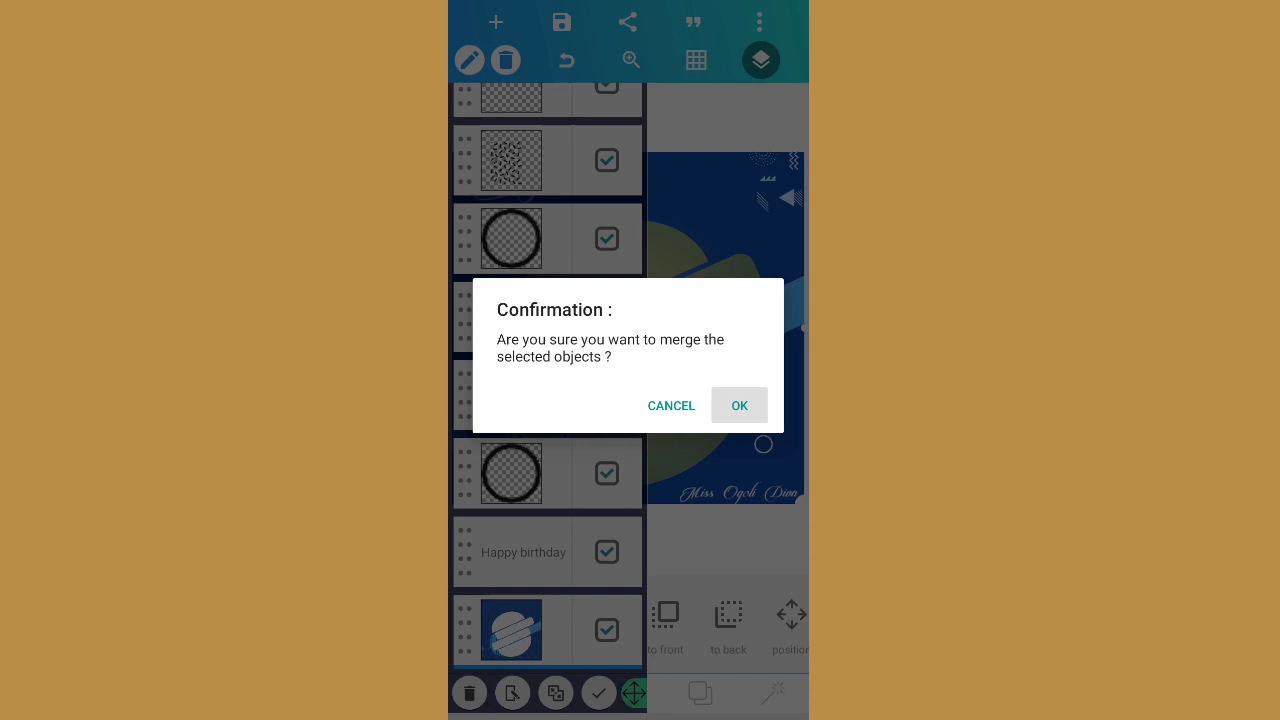 Confirmation :
Are you sure you want to merge the
selected objects ?
CANCEL OK
Miss Ogoli Diva
Happy birthday
to front to back position